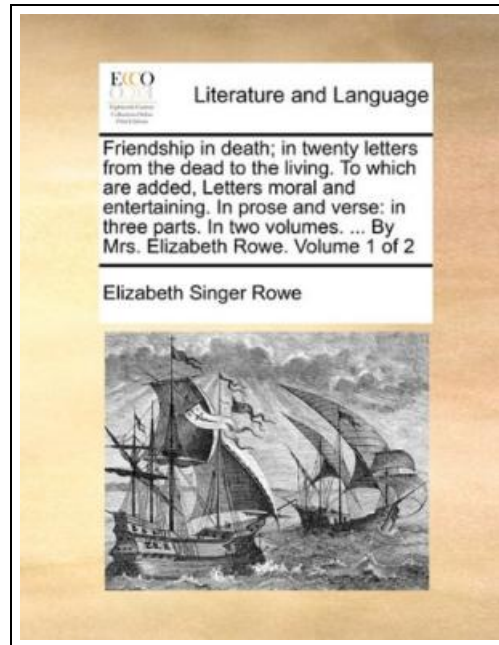 ECCO
Literature and Language
Friendship in death; in twenty letters
from the dead to the living. To which
are added, Letters moral and
entertaining. In prose and verse: in
three parts. In two volumes. ... By
Mrs. Elizabeth Rowe. Volume 1 of 2
Elizabeth Singer Rowe